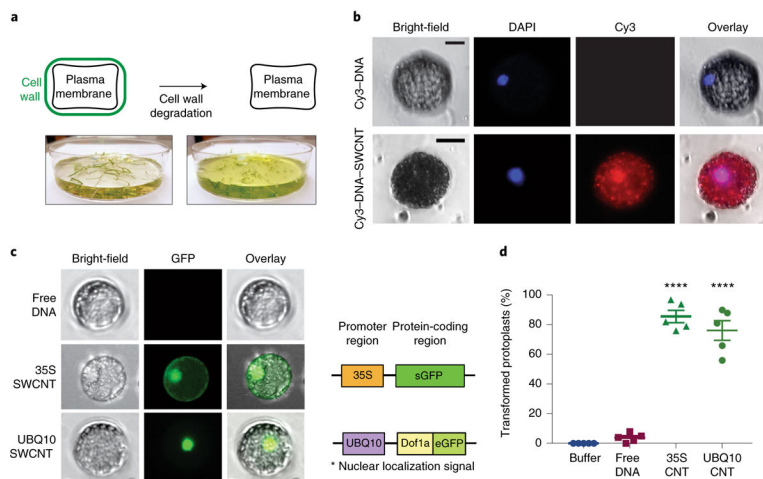 a
Cell
wall
Plasma
membrane
Cell wall
degradation
Plasma
membrane
b
Bright-field
DAPI
Cy3
Overlay
Cy3–DNA
Cy3–DNA–SWCNT
c
Bright-field
GFP
Overlay
Free
DNA
35S
SWCNT
UBQ10
SWCNT
Promoter
region
Protein-coding
region
35S
sGFP
UBQ10
Dof1a
eGFP
* Nuclear localization signal
d
Transformed protoplasts (%)
100
80
60
40
20
0
****
****
Buffer
Free
DNA
35S
CNT
UBQ10
CNT